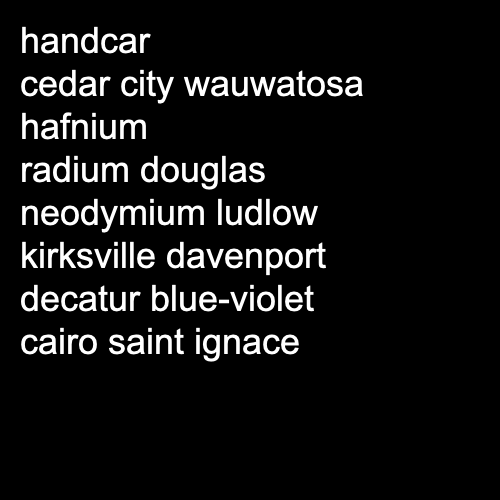 handcar
cedar city wauwatosa
hafnium
radium douglas
neodymium ludlow
kirksville davenport
decatur blue-violet
cairo saint ignace